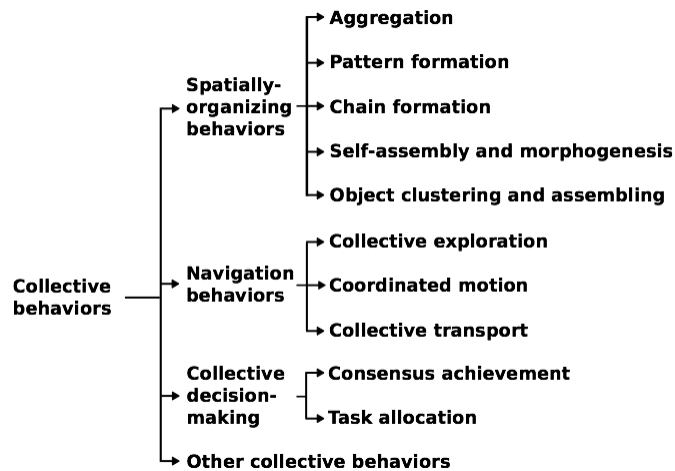 Collective
behaviors
Spatially-
organizing
behaviors
Aggregation
Pattern formation
Chain formation
Self-assembly and morphogenesis
Object clustering and assembling
Navigation
behaviors
Collective exploration
Coordinated motion
Collective transport
Collective
decision-
making
Consensus achievement
Task allocation
Other collective behaviors